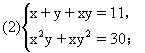 (2) { x + y + xy = 11,
x²y + xy² = 30;